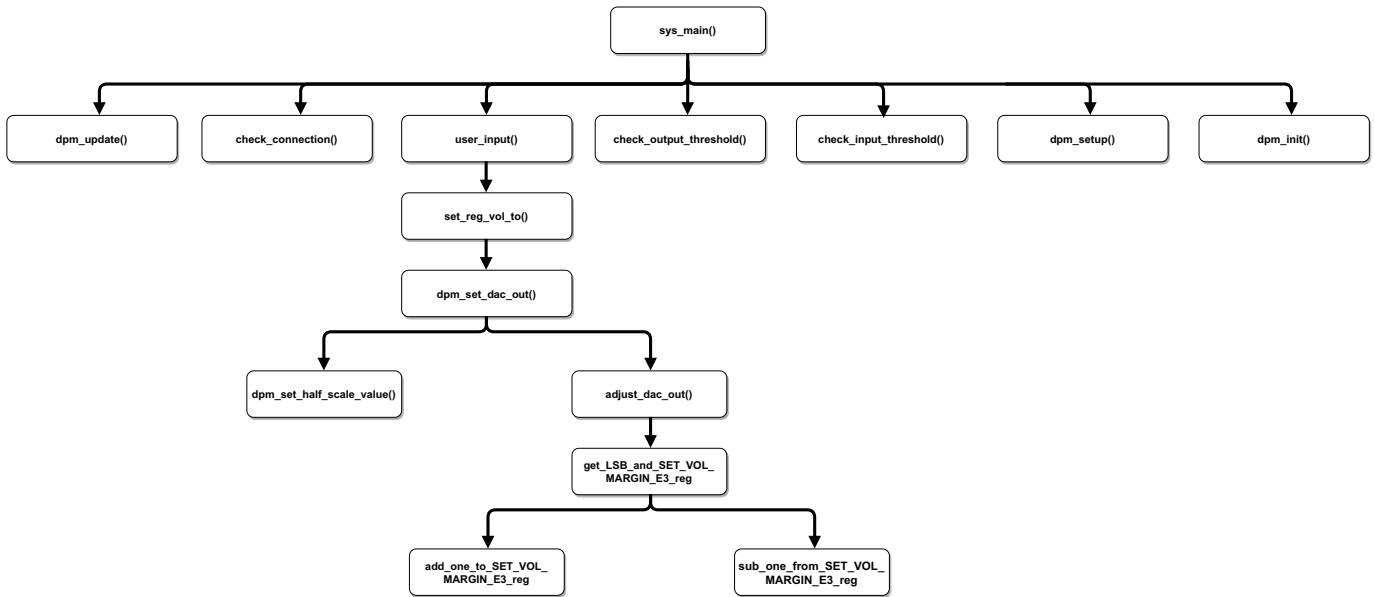 sys_main()
dpm_update()
check_connection()
user_input()
check_output_threshold()
check_input_threshold()
dpm_setup()
dpm_init()
set_reg_vol_to()
dpm_set_dac_out()
dpm_set_half_scale_value()
adjust_dac_out()
get_LSB_and_SET_VOL_
MARGIN_E3_reg
add_one_to_SET_VOL_
MARGIN_E3_reg
sub_one_from_SET_VOL_
MARGIN_E3_reg